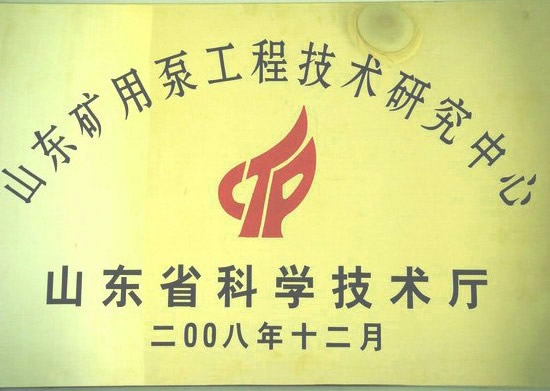 山东矿用泵工程技术研究中心
CTP
山东省科学技术厅
二00八年十二月